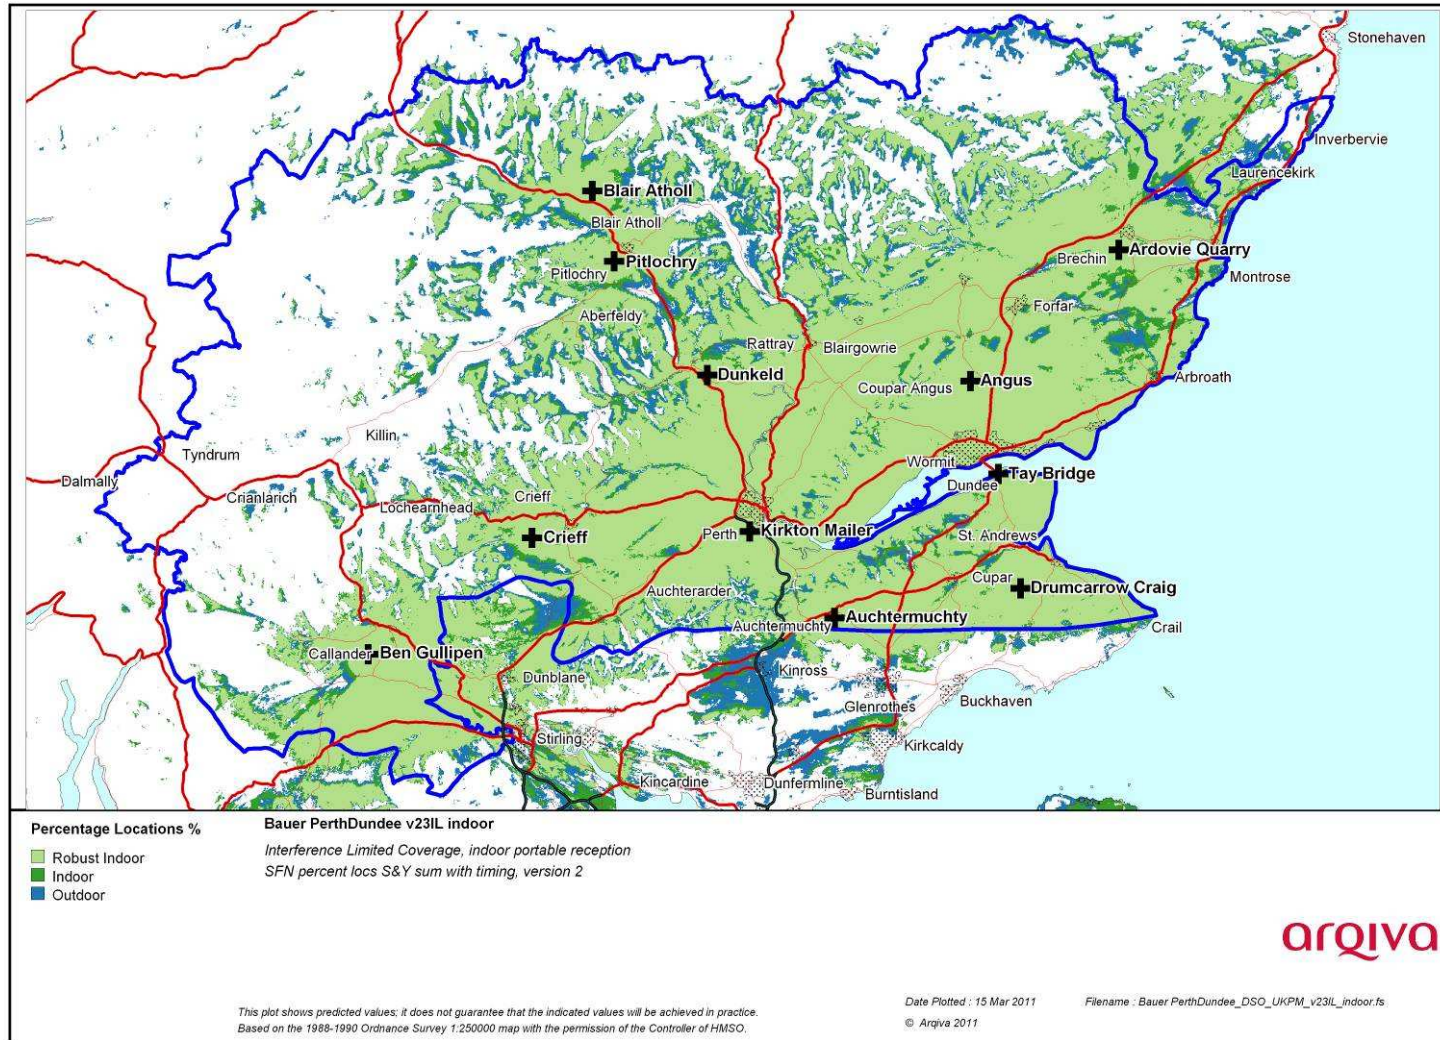 Stonehaven
Inverbervie
Laurencekirk
Blair Atholl
Blair Atholl
Ardovie Quarry
Brechin
Pitlochry
Pitlochry
Montrose
Forfar
Aberfeldy
Rattray
Blairgowrie
Dunkeld
Angus
Coupar Angus
Arbroath
Killin
Tyndrum
Wormit
Tay Bridge
Dalmally
Dundee
Crianlarich
Crieff
Lochearnhead
Crieff
Perth
Kirkton Mailer
St. Andrews
Cupar
Drumcarrow Craig
Auchterarder
Auchtermuchty
Auchtermuchty
Crail
Callander
Ben Gullipen
Dunblane
Kinross
Glenrothes
Buckhaven
Stirling
Kirkcaldy
Kincardine
Dunfermline
Burntisland
Percentage Locations %
Robust Indoor
Indoor
Outdoor
Bauer PerthDundee v23IL indoor
Interference Limited Coverage, indoor portable reception
SFN percent locs S&Y sum with timing, version 2
arqiva
This plot shows predicted values; it does not guarantee that the indicated values will be achieved in practice.
Based on the 1988-1990 Ordnance Survey 1:250000 map with the permission of the Controller of HMSO.
Date Plotted : 15 Mar 2011
Filename : Bauer PerthDundee_DSO_UKPM_v23IL_indoor.fs
© Arqiva 2011